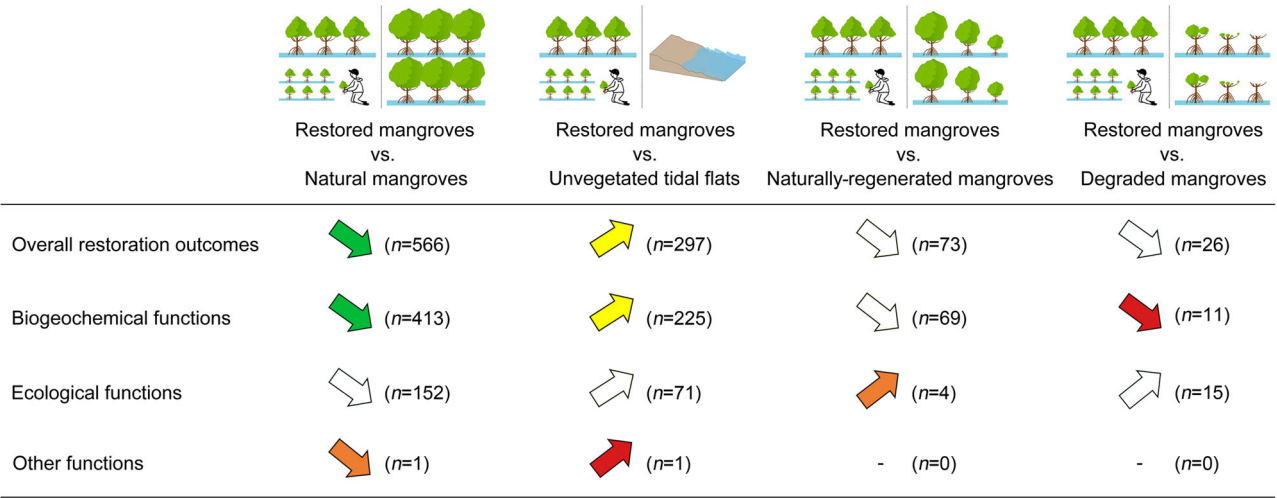 Restored mangroves
vs.
Natural mangroves
Restored mangroves
vs.
Unvegetated tidal flats
Restored mangroves
vs.
Naturally-regenerated mangroves
Restored mangroves
vs.
Degraded mangroves
Overall restoration outcomes (n=566) (n=297) (n=73) (n=26)
Biogeochemical functions (n=413) (n=225) (n=69) (n=11)
Ecological functions (n=152) (n=71) (n=4) (n=15)
Other functions (n=1) (n=1) - (n=0) - (n=0)